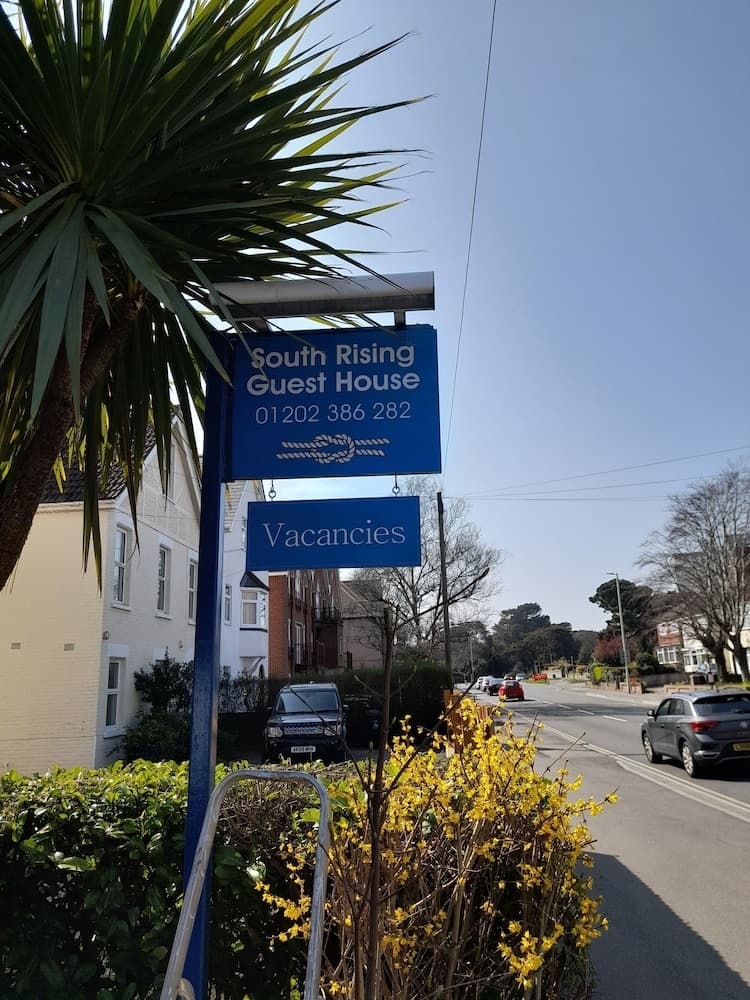 South Rising
Guest House
01202 386 282
Vacancies